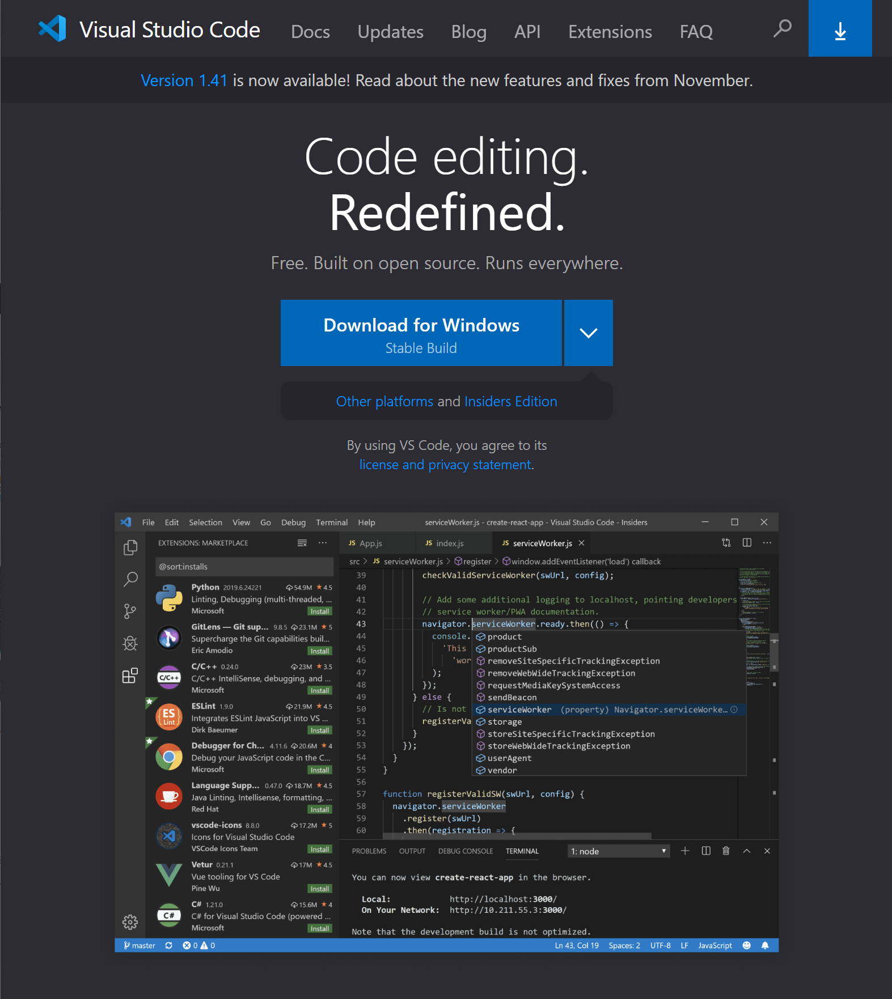 Visual Studio Code Docs Updates Blog API Extensions FAQ
Version 1.41 is now available! Read about the new features and fixes from November.
Code editing.
Redefined.
Free. Built on open source. Runs everywhere.
Download for Windows
Stable Build
Other platforms and Insiders Edition
By using VS Code, you agree to its
license and privacy statement.
File Edit Selection View Go Debug Terminal Help serviceWorker.js - create-react-app - Visual Studio Code - Insiders
EXTENSIONS: MARKETPLACE
@sort:installs
Python 2019.6.24221 54.9M ★ 4.5
Linting, Debugging (multi-threaded, ...
Microsoft Install
GitLens — Git sup... 9.8.5 23.1M ★ 5
Supercharge the Git capabilities buil...
Eric Amodio Install
C/C++
C/C++ 0.24.0 23M ★ 3.5
C/C++ IntelliSense, debugging, and ...
Microsoft Install
ES
Lint
ESLint 1.9.0 21.9M ★ 4.5
Integrates ESLint JavaScript into VS ...
Dirk Baeumer Install
Debugger for Ch... 4.11.6 20.6M ★ 4
Debug your JavaScript code in the C...
Microsoft Install
Language Supp... 0.47.0 18.7M ★ 4.5
Java Linting, Intellisense, formatting, ...
Red Hat Install
vscode-icons 8.8.0 17.2M ★ 5
Icons for Visual Studio Code
VSCode Icons Team Install
Vetur 0.21.1 17M ★ 4.5
Vue tooling for VS Code
Pine Wu Install
C#
C# 1.21.0 15.6M ★ 4
C# for Visual Studio Code (powered ...
Microsoft Install
JS App.js JS index.js JS serviceWorker.js
src > JS serviceWorker.js > register > window.addEventListener('load') callback
39 checkValidServiceWorker(swUrl, config);
40
41 // Add some additional logging to localhost, pointing developers
42 // service worker/PWA documentation.
43 navigator.serviceWorker.ready.then(() => {
44 console.
45 'This
46 'wor
47 );
48 });
49 } else {
50 // Is not
51 registerVa
52 }
53 });
54 }
55 }
56
57 function registerValidSW(swUrl, config) {
58 navigator.serviceWorker
59 .register(swUrl)
60 .then(registration => {
product
productSub
removeSiteSpecificTrackingException
removeWebWideTrackingException
requestMediaKeySystemAccess
sendBeacon
serviceWorker (property) Navigator.serviceWorke...
storage
storeSiteSpecificTrackingException
storeWebWideTrackingException
userAgent
vendor
PROBLEMS OUTPUT DEBUG CONSOLE TERMINAL 1: node
You can now view create-react-app in the browser.
Local: http://localhost:3000/
On Your Network: http://10.211.55.3:3000/
Note that the development build is not optimized.
master 0 0 Ln 43, Col 19 Spaces: 2 UTF-8 LF JavaScript